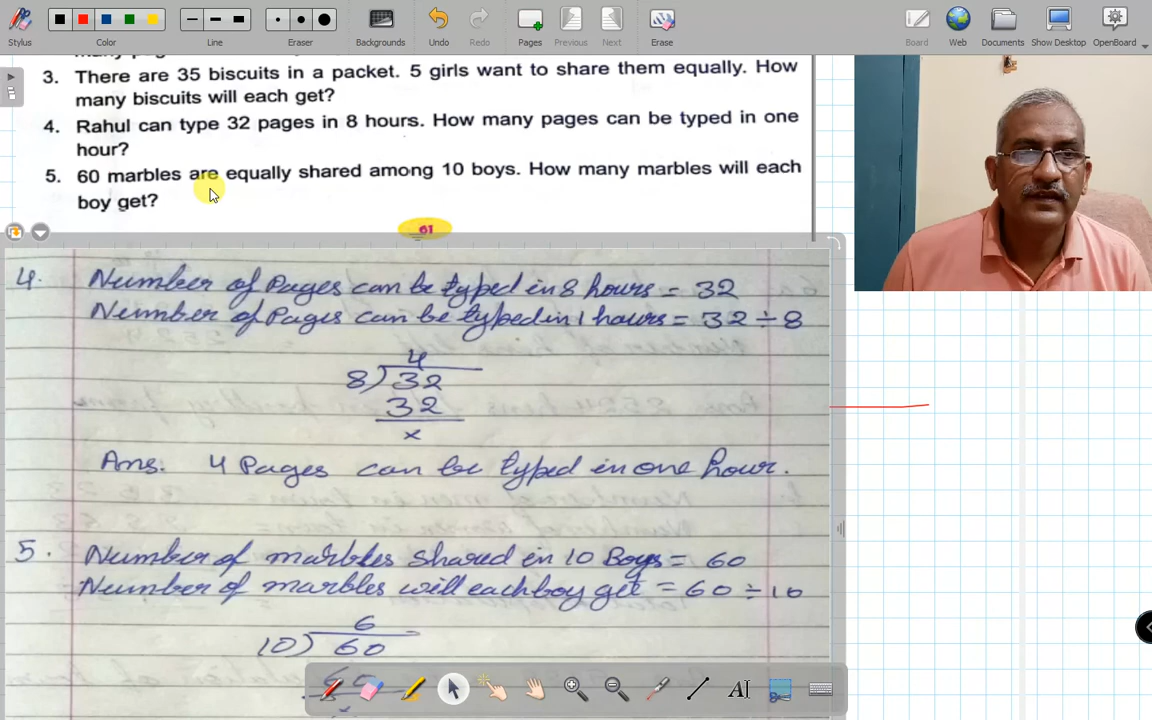 Stylus
Color
Line
Eraser
Backgrounds
Undo
Redo
Pages
Previous
Next
Erase
Board
Web
Documents
Show Desktop
OpenBoard
3. There are 35 biscuits in a packet. 5 girls want to share them equally. How
many biscuits will each get?
4. Rahul can type 32 pages in 8 hours. How many pages can be typed in one
hour?
5. 60 marbles are equally shared among 10 boys. How many marbles will each
boy get?
61
4. Number of Pages can be typed in 8 hours = 32
Number of Pages can be typed in 1 hours = 32 ÷ 8
4
8) 32
32
x
Ans. 4 Pages can be typed in one hour.
5. Number of marbles shared in 10 Boys = 60
Number of marbles will each boy get = 60 ÷ 10
6
10) 60